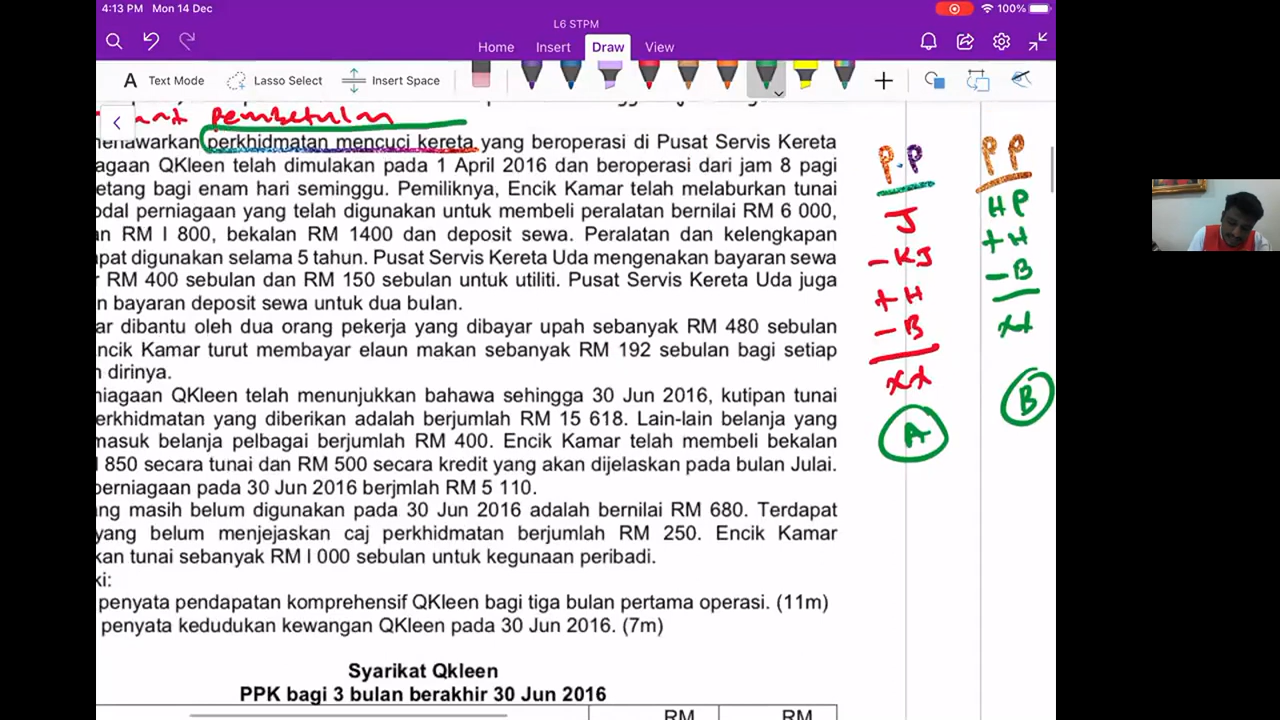 4:13 PM Mon 14 Dec
100%
L6 STPM
Home Insert Draw View
Text Mode Lasso Select Insert Space
pembetulan
menawarkan perkhidmatan mencuci kereta yang beroperasi di Pusat Servis Kereta
agaan QKleen telah dimulakan pada 1 April 2016 dan beroperasi dari jam 8 pagi
etang bagi enam hari seminggu. Pemiliknya, Encik Kamar telah melaburkan tunai
odal perniagaan yang telah digunakan untuk membeli peralatan bernilai RM 6 000,
an RM I 800, bekalan RM 1400 dan deposit sewa. Peralatan dan kelengkapan
pat digunakan selama 5 tahun. Pusat Servis Kereta Uda mengenakan bayaran sewa
r RM 400 sebulan dan RM 150 sebulan untuk utiliti. Pusat Servis Kereta Uda juga
n bayaran deposit sewa untuk dua bulan.
ar dibantu oleh dua orang pekerja yang dibayar upah sebanyak RM 480 sebulan
ncik Kamar turut membayar elaun makan sebanyak RM 192 sebulan bagi setiap
n dirinya.
niagaan QKleen telah menunjukkan bahawa sehingga 30 Jun 2016, kutipan tunai
erkhidmatan yang diberikan adalah berjumlah RM 15 618. Lain-lain belanja yang
masuk belanja pelbagai berjumlah RM 400. Encik Kamar telah membeli bekalan
l 850 secara tunai dan RM 500 secara kredit yang akan dijelaskan pada bulan Julai.
perniagaan pada 30 Jun 2016 berjmlah RM 5 110.
ang masih belum digunakan pada 30 Jun 2016 adalah bernilai RM 680. Terdapat
yang belum menjejaskan caj perkhidmatan berjumlah RM 250. Encik Kamar
kan tunai sebanyak RM I 000 sebulan untuk kegunaan peribadi.
ki:
penyata pendapatan komprehensif QKleen bagi tiga bulan pertama operasi. (11m)
penyata kedudukan kewangan QKleen pada 30 Jun 2016. (7m)
Syarikat Qkleen
PPK bagi 3 bulan berakhir 30 Jun 2016
RM RM
P.P
J
- KJ
+ H
- B
xx
A
PP
HP
+ H
- B
xx
B